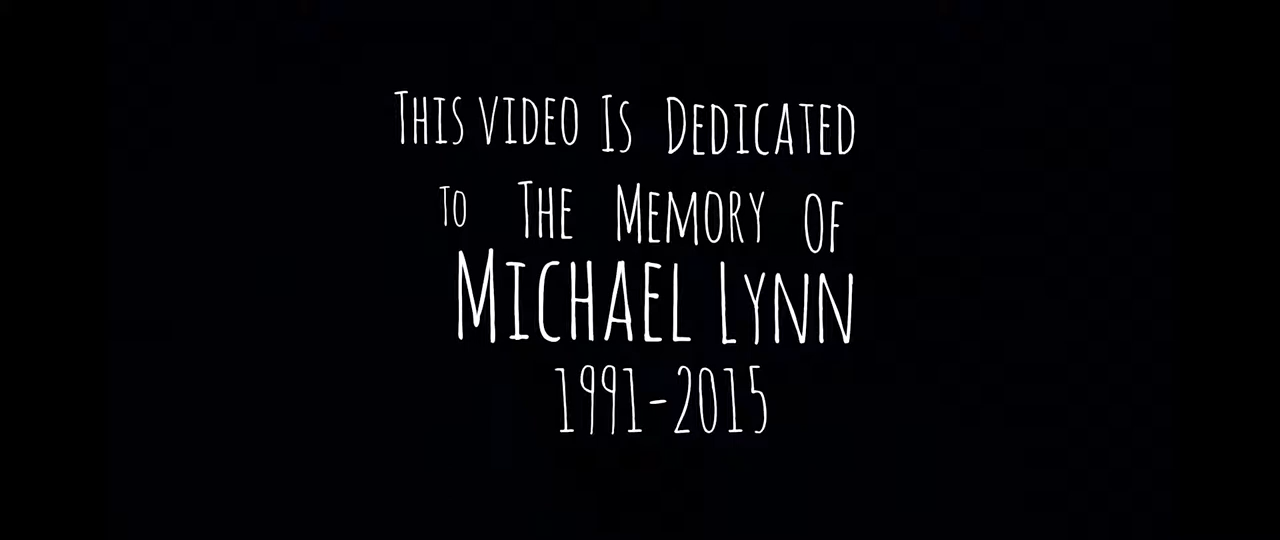 THIS VIDEO IS DEDICATED
TO THE MEMORY OF
MICHAEL LYNN
1991-2015